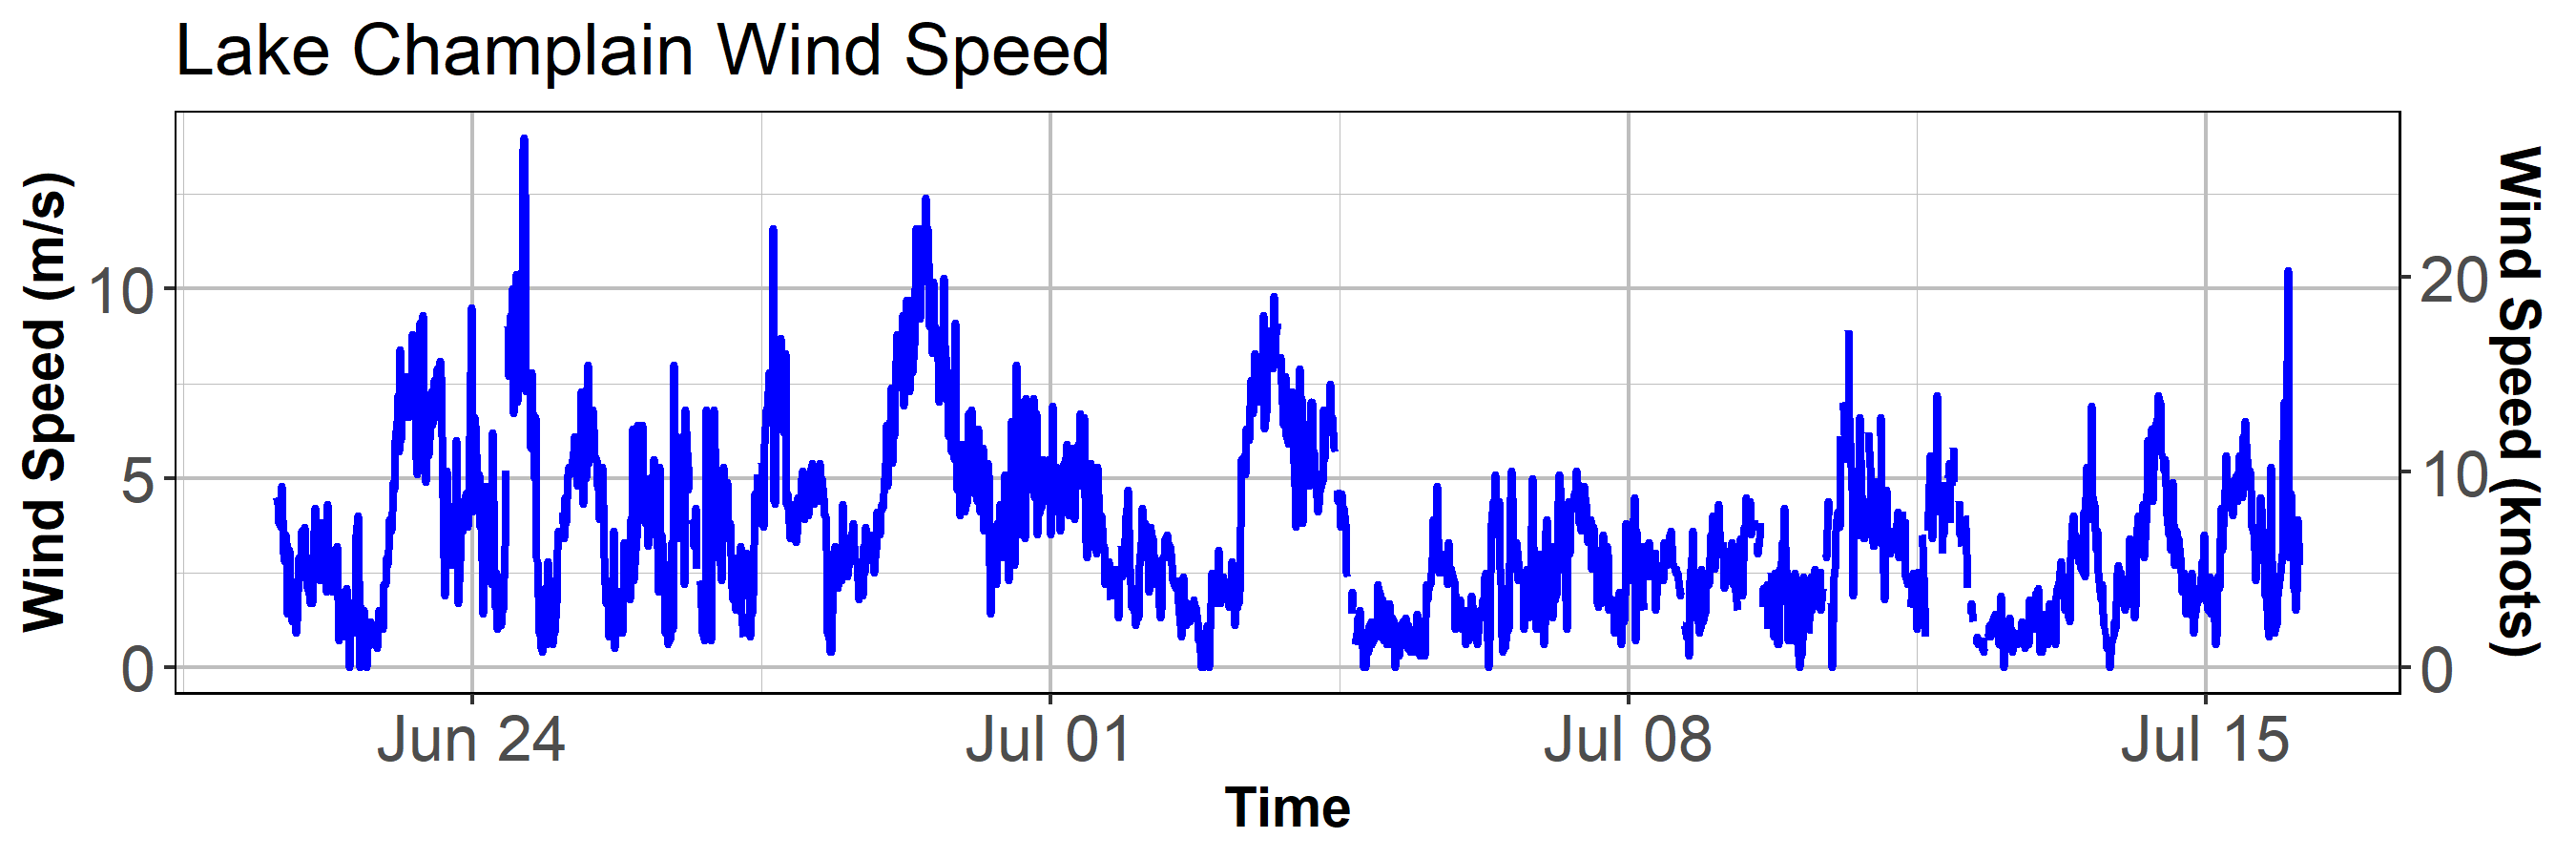 Lake Champlain Wind Speed
Wind Speed (m/s)
10
5
0
20
10
0
Wind Speed (knots)
Jun 24
Jul 01
Jul 08
Jul 15
Time